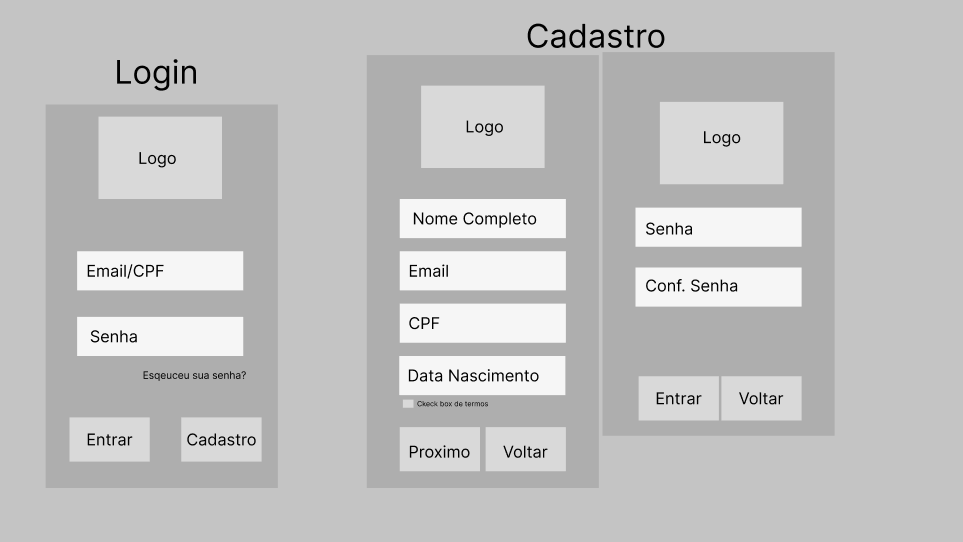 Login
Logo
Email/CPF
Senha
Esqeuceu sua senha?
Entrar
Cadastro
Cadastro
Logo
Nome Completo
Email
CPF
Data Nascimento
Ckeck box de termos
Proximo
Voltar
Logo
Senha
Conf. Senha
Entrar
Voltar